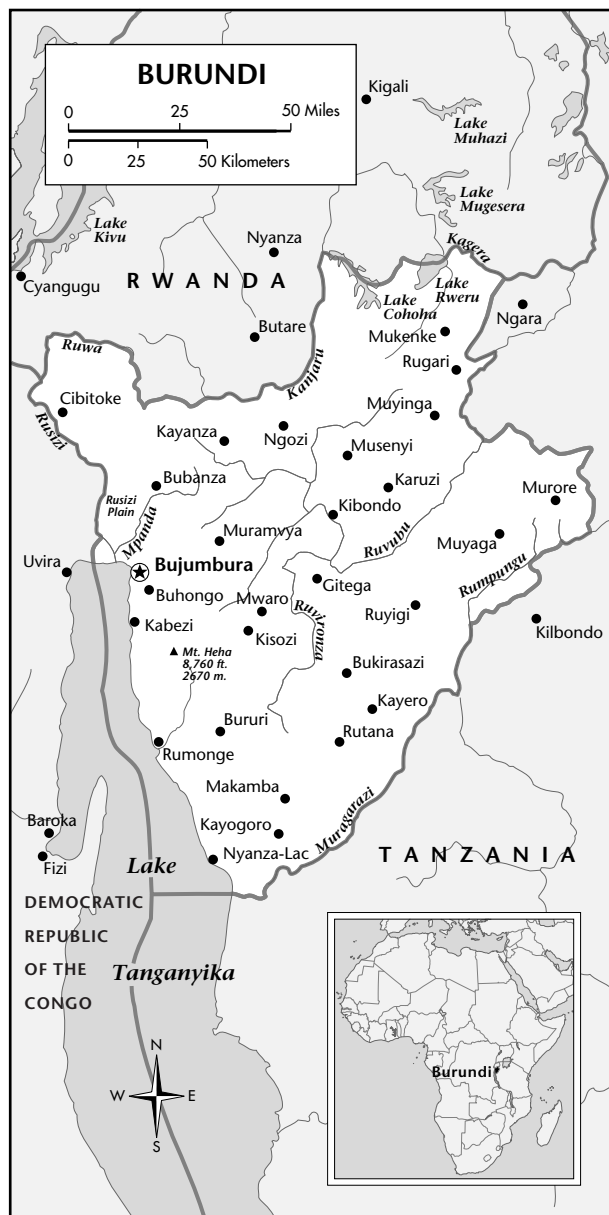 BURUNDI
0 25 50 Miles
0 25 50 Kilometers
Kigali
Lake
Muhazi
Lake
Mugesera
Lake
Kivu
Nyanza
Kagera
Cyangugu
RWANDA
Lake
Cohoha
Lake
Rweru
Ngara
Butare
Mukenke
Ruwa
Kanjaru
Rugari
Cibitoke
Rusizi
Muyinga
Kayanza
Ngozi
Musenyi
Bubanza
Karuzi
Murore
Rusizi
Plain
Mpanda
Kibondo
Muramvya
Ruvubu
Muyaga
Uvira
Bujumbura
Gitega
Rumpungu
Buhongo
Mwaro
Ruvironza
Ruyigi
Kabezi
Kisozi
Kilbondo
Mt. Heha
8,760 ft.
2670 m.
Bukirasazi
Kayero
Bururi
Rutana
Rumonge
Makamba
Baroka
Kayogoro
Muragarazi
Fizi
Nyanza-Lac
TANZANIA
Lake
Tanganyika
DEMOCRATIC
REPUBLIC
OF THE
CONGO
N
W E
S
Burundi